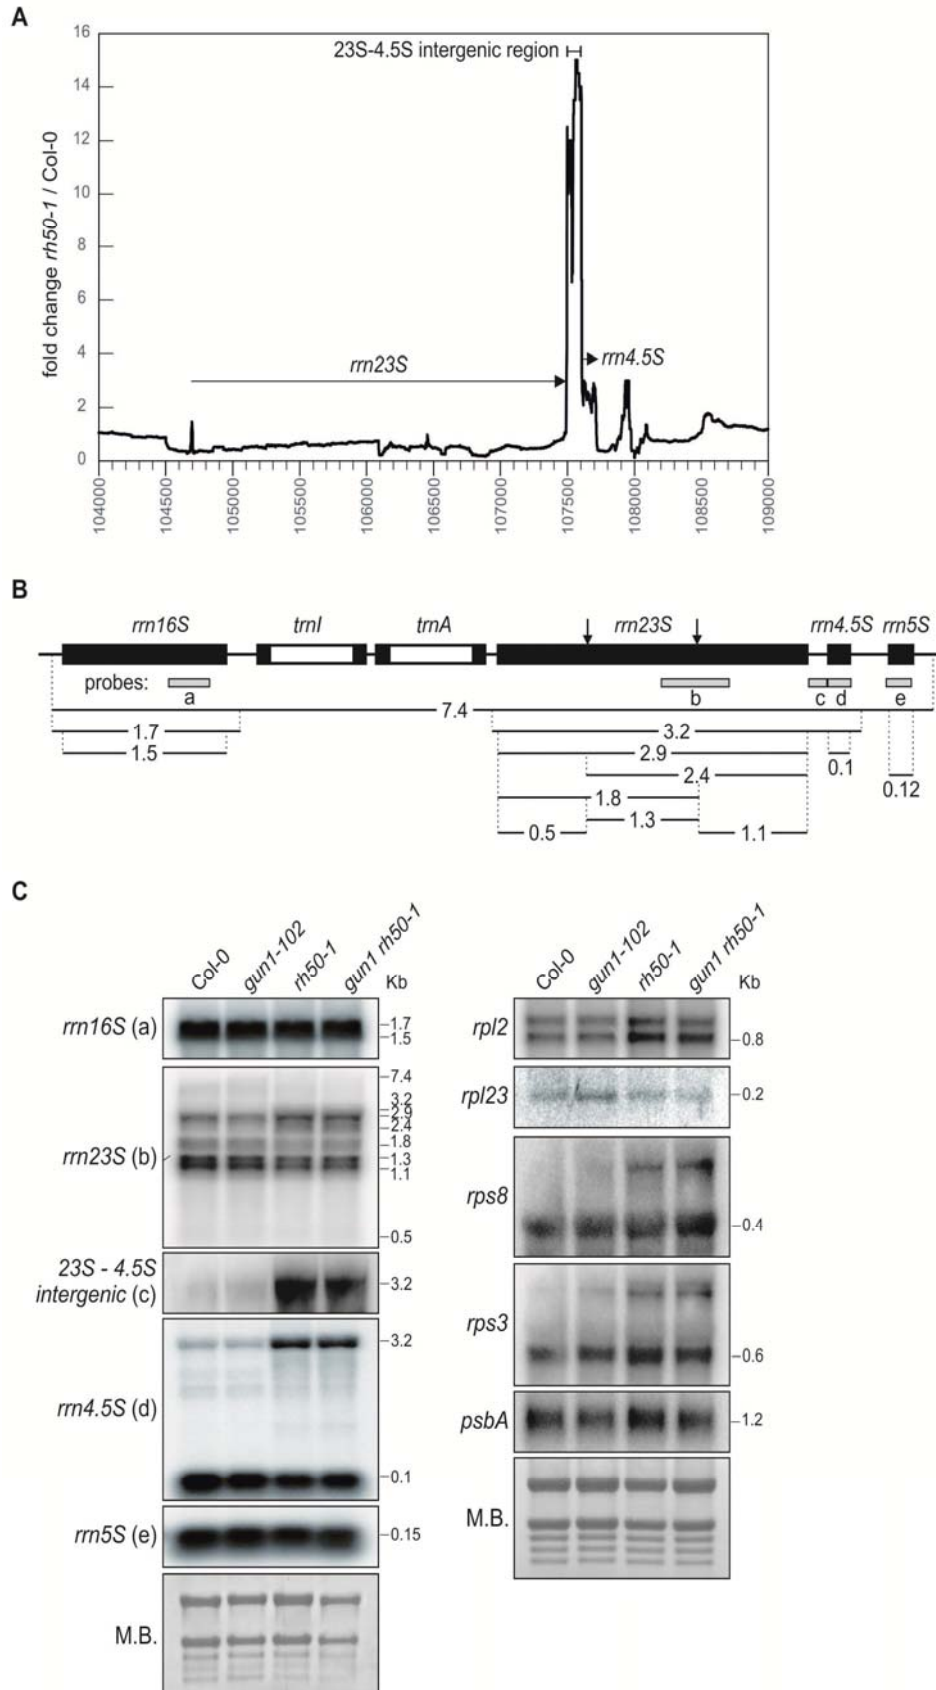 A
16
14
12
10
8
6
4
2
0
fold change rh50-1 / Col-0
23S-4.5S intergenic region
rrn23S
rrn4.5S
104000
104500
105000
105500
106000
106500
107000
107500
108000
108500
109000
B
rrn16S trnI trnA rrn23S rrn4.5S rrn5S
probes: a b c d e
7.4
1.7 3.2
1.5 2.9 0.1
2.4 0.12
1.8
0.5 1.3 1.1
C
Col-0 gun1-102 rh50-1 gun1 rh50-1 Kb
rrn16S (a)
1.7
1.5
rrn23S (b)
7.4
3.2
2.9
2.4
1.8
1.3
1.1
0.5
23S - 4.5S
intergenic (c)
3.2
rrn4.5S (d)
3.2
0.1
rrn5S (e)
0.15
M.B.
Col-0 gun1-102 rh50-1 gun1 rh50-1 Kb
rpl2
0.8
rpl23
0.2
rps8
0.4
rps3
0.6
psbA
1.2
M.B.